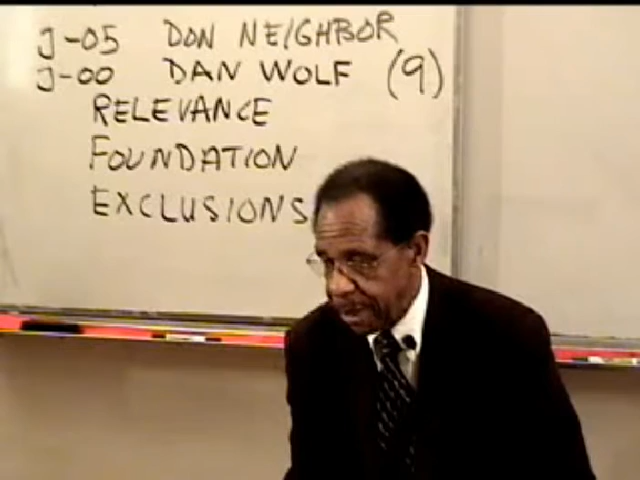 J-05 DON NEIGHBOR
J-00 DAN WOLF (9)
RELEVANCE
FOUNDATION
EXCLUSIONS